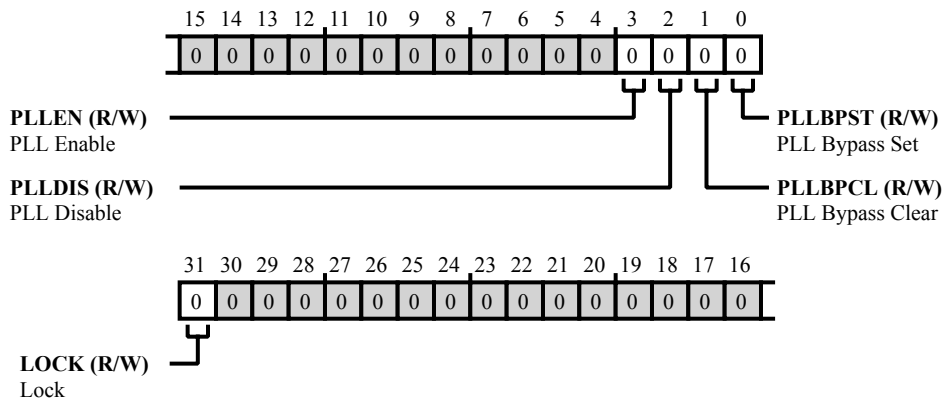 15 14 13 12 11 10 9 8 7 6 5 4 3 2 1 0
0 0 0 0 0 0 0 0 0 0 0 0 0 0 0 0
PLLEN (R/W)
PLL Enable
PLLBPST (R/W)
PLL Bypass Set
PLLDIS (R/W)
PLL Disable
PLLBPCL (R/W)
PLL Bypass Clear
31 30 29 28 27 26 25 24 23 22 21 20 19 18 17 16
0 0 0 0 0 0 0 0 0 0 0 0 0 0 0 0
LOCK (R/W)
Lock